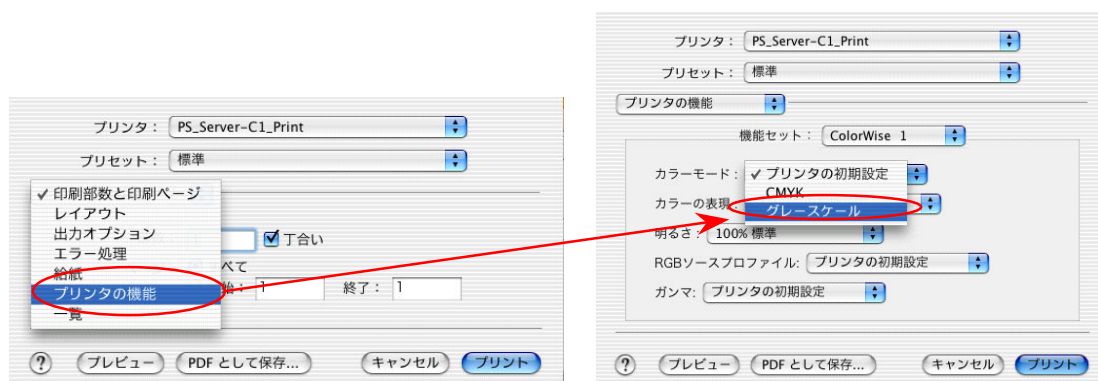 プリンタ： PS_Server-C1_Print
プリセット： 標準
✓印刷部数と印刷ページ
レイアウト
出力オプション
エラー処理
給紙
プリンタの機能
一覧
丁合い
べて
始： 1 終了： 1
? プレビュー PDF として保存... キャンセル プリント
プリンタ： PS_Server-C1_Print
プリセット： 標準
プリンタの機能
機能セット： ColorWise 1
カラーモード： ✓プリンタの初期設定
CMYK
グレースケール
カラーの表現
明るさ： 100% 標準
RGBソースプロファイル: プリンタの初期設定
ガンマ: プリンタの初期設定
? プレビュー PDF として保存... キャンセル プリント